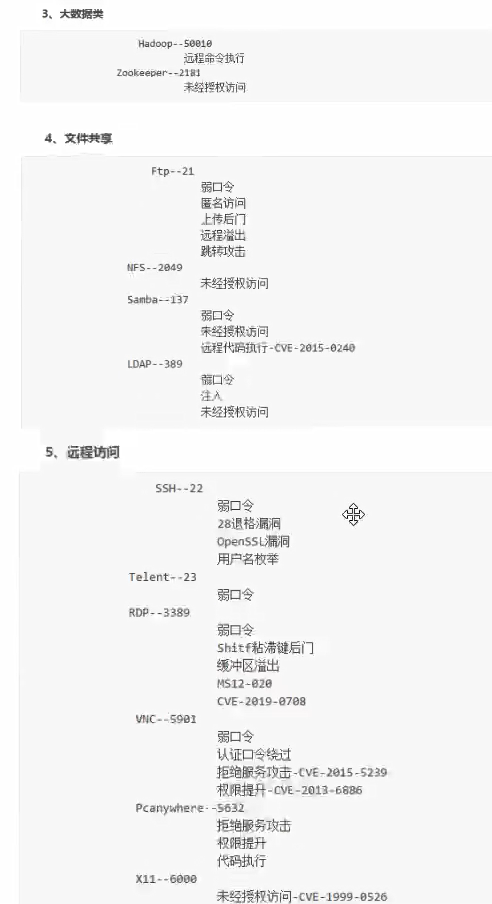 3、大数据类
Hadoop--50010
远程命令执行
Zookeeper--2181
未经授权访问
4、文件共享
Ftp--21
弱口令
匿名访问
上传后门
远程溢出
跳转攻击
NFS--2049
未经授权访问
Samba--137
弱口令
未经授权访问
远程代码执行-CVE-2015-0240
LDAP--389
弱口令
注入
未经授权访问
5、远程访问
SSH--22
弱口令
28退格漏洞
OpenSSL漏洞
用户名枚举
Telent--23
弱口令
RDP--3389
弱口令
Shitf粘滞键后门
缓冲区溢出
MS12-020
CVE-2019-0708
VNC--5901
弱口令
认证口令绕过
拒绝服务攻击-CVE-2015-5239
权限提升-CVE-2013-6886
Pcanywhere--5632
拒绝服务攻击
权限提升
代码执行
X11--6000
未经授权访问-CVE-1999-0526